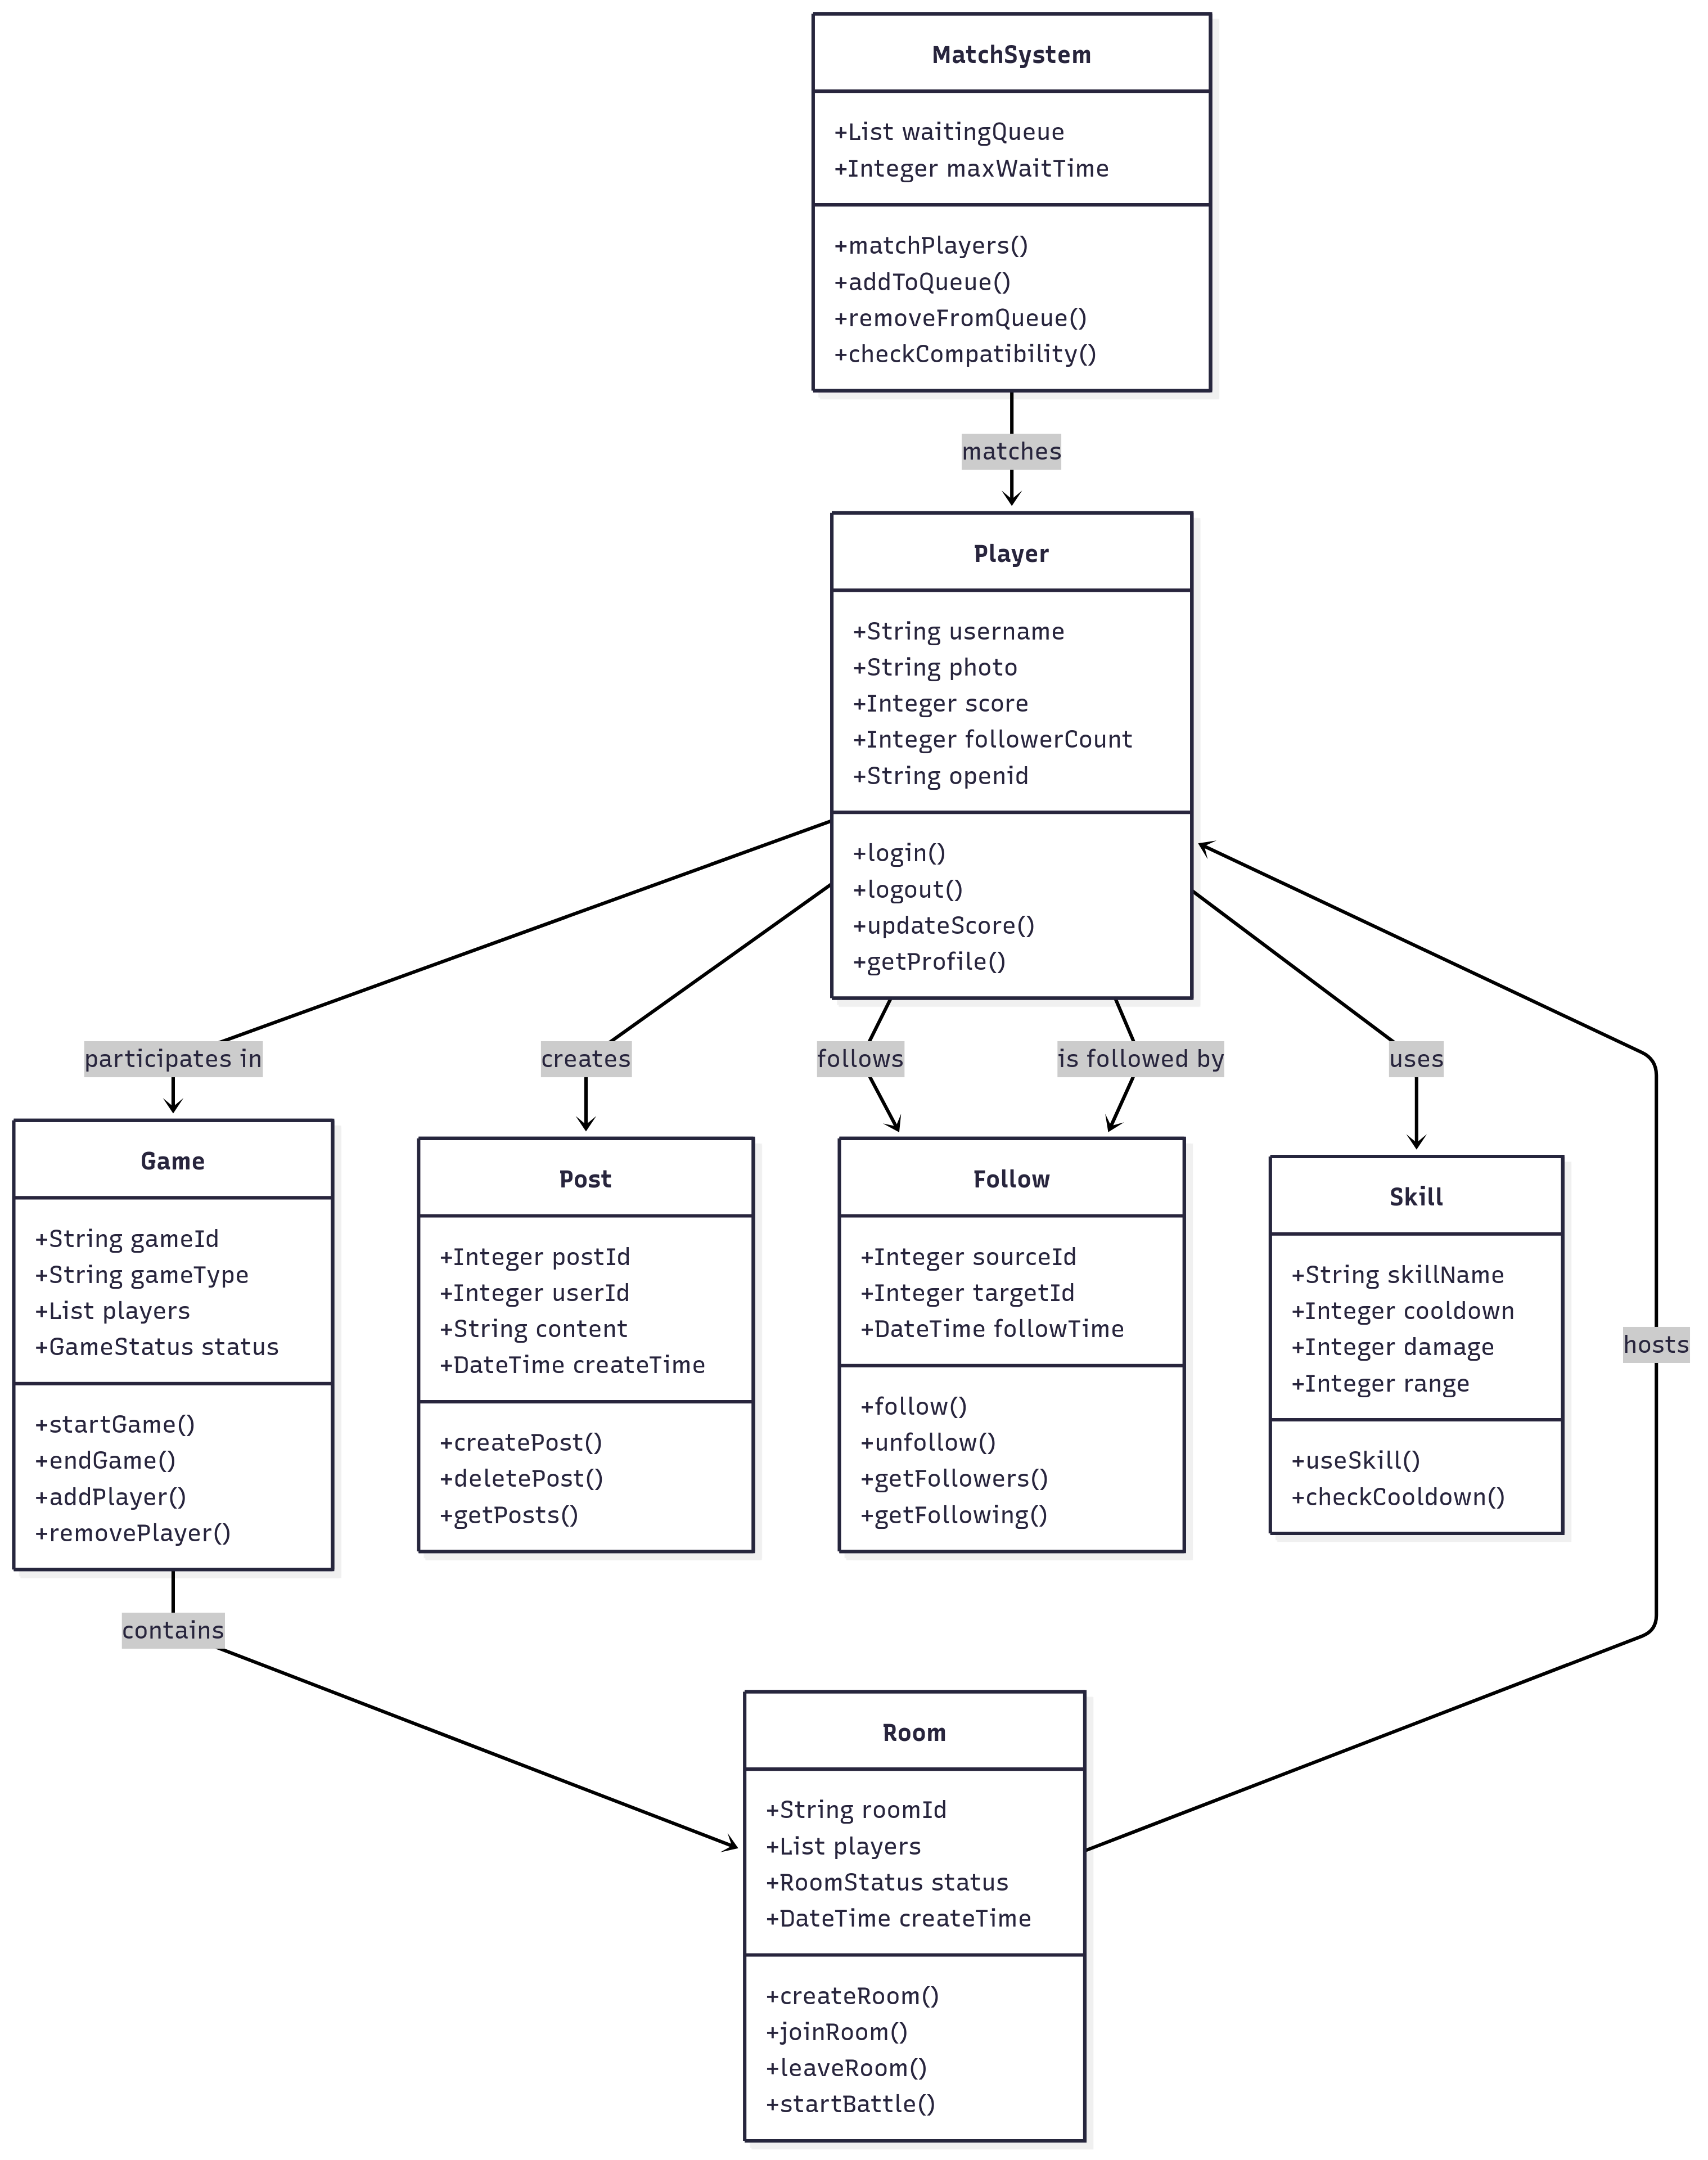 MatchSystem
+List waitingQueue
+Integer maxWaitTime
+matchPlayers()
+addToQueue()
+removeFromQueue()
+checkCompatibility()
matches
Player
+String username
+String photo
+Integer score
+Integer followerCount
+String openid
+login()
+logout()
+updateScore()
+getProfile()
participates in
creates
follows
is followed by
uses
Game
+String gameId
+String gameType
+List players
+GameStatus status
+startGame()
+endGame()
+addPlayer()
+removePlayer()
Post
+Integer postId
+Integer userId
+String content
+DateTime createTime
+createPost()
+deletePost()
+getPosts()
Follow
+Integer sourceId
+Integer targetId
+DateTime followTime
+follow()
+unfollow()
+getFollowers()
+getFollowing()
Skill
+String skillName
+Integer cooldown
+Integer damage
+Integer range
+useSkill()
+checkCooldown()
hosts
contains
Room
+String roomId
+List players
+RoomStatus status
+DateTime createTime
+createRoom()
+joinRoom()
+leaveRoom()
+startBattle()